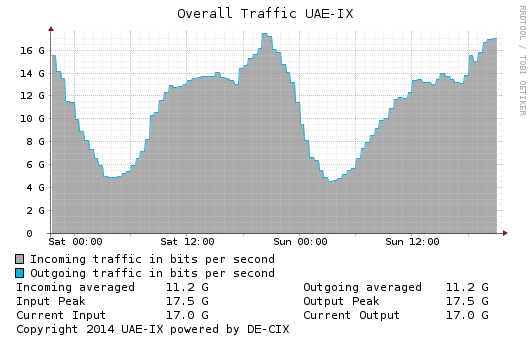 Overall Traffic UAE-IX
RRDTOOL / TOBI OETIKER
16 G
14 G
12 G
10 G
8 G
6 G
4 G
2 G
0
Sat 00:00 Sat 12:00 Sun 00:00 Sun 12:00
Incoming traffic in bits per second
Outgoing traffic in bits per second
Incoming averaged 11.2 G Outgoing averaged 11.2 G
Input Peak 17.5 G Output Peak 17.5 G
Current Input 17.0 G Current Output 17.0 G
Copyright 2014 UAE-IX powered by DE-CIX